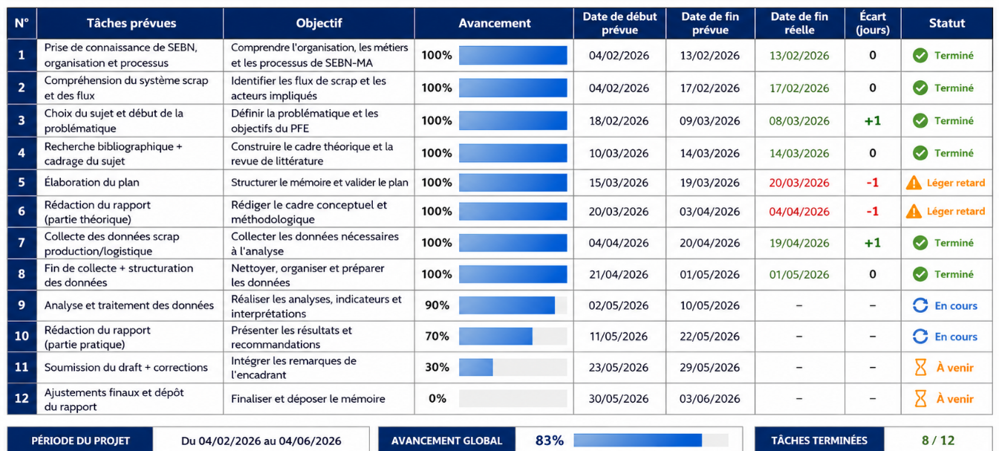 N° Tâches prévues Objectif Avancement Date de début prévue Date de fin prévue Date de fin réelle Écart (jours) Statut
1 Prise de connaissance de SEBN, organisation et processus Comprendre l'organisation, les métiers et les processus de SEBN-MA 100% 04/02/2026 13/02/2026 13/02/2026 0 Terminé
2 Compréhension du système scrap et des flux Identifier les flux de scrap et les acteurs impliqués 100% 04/02/2026 17/02/2026 17/02/2026 0 Terminé
3 Choix du sujet et début de la problématique Définir la problématique et les objectifs du PFE 100% 18/02/2026 09/03/2026 08/03/2026 +1 Terminé
4 Recherche bibliographique + cadrage du sujet Construire le cadre théorique et la revue de littérature 100% 10/03/2026 14/03/2026 14/03/2026 0 Terminé
5 Élaboration du plan Structurer le mémoire et valider le plan 100% 15/03/2026 19/03/2026 20/03/2026 -1 Léger retard
6 Rédaction du rapport (partie théorique) Rédiger le cadre conceptuel et méthodologique 100% 20/03/2026 03/04/2026 04/04/2026 -1 Léger retard
7 Collecte des données scrap production/logistique Collecter les données nécessaires à l'analyse 100% 04/04/2026 20/04/2026 19/04/2026 +1 Terminé
8 Fin de collecte + structuration des données Nettoyer, organiser et préparer les données 100% 21/04/2026 01/05/2026 01/05/2026 0 Terminé
9 Analyse et traitement des données Réaliser les analyses, indicateurs et interprétations 90% 02/05/2026 10/05/2026 – – En cours
10 Rédaction du rapport (partie pratique) Présenter les résultats et recommandations 70% 11/05/2026 22/05/2026 – – En cours
11 Soumission du draft + corrections Intégrer les remarques de l'encadrant 30% 23/05/2026 29/05/2026 – – À venir
12 Ajustements finaux et dépôt du rapport Finaliser et déposer le mémoire 0% 30/05/2026 03/06/2026 – – À venir
PÉRIODE DU PROJET Du 04/02/2026 au 04/06/2026 AVANCEMENT GLOBAL 83% TÂCHES TERMINÉES 8 / 12